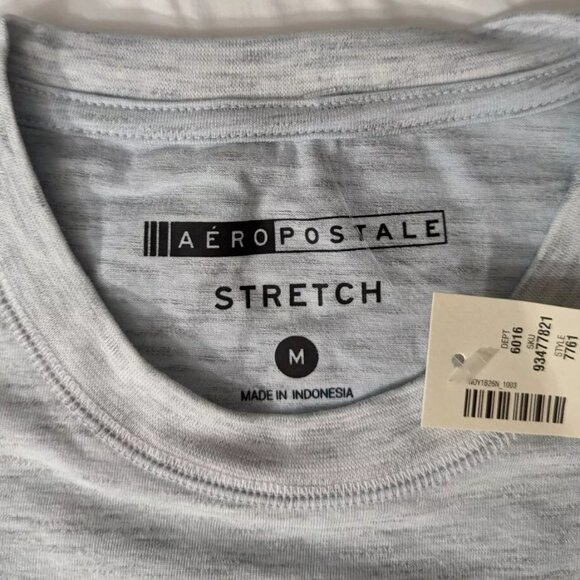 AÉROPOSTALE
STRETCH
M
MADE IN INDONESIA
DEPT
6016
SKU
93477821
STYLE
7761